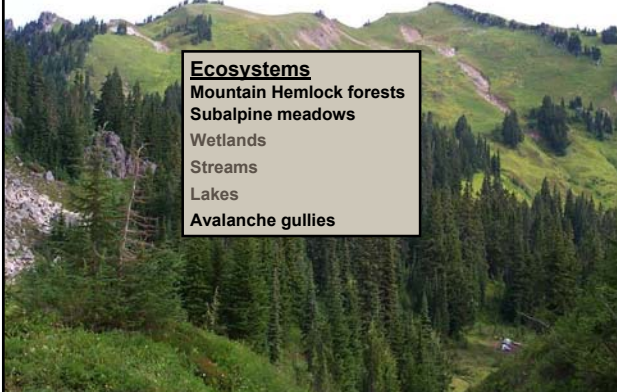 Ecosystems
Mountain Hemlock forests
Subalpine meadows
Wetlands
Streams
Lakes
Avalanche gullies